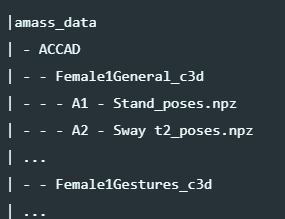 |amass_data
| - ACCAD
| - - Female1General_c3d
| - - - A1 - Stand_poses.npz
| - - - A2 - Sway t2_poses.npz
| ...
| - - Female1Gestures_c3d
| ...